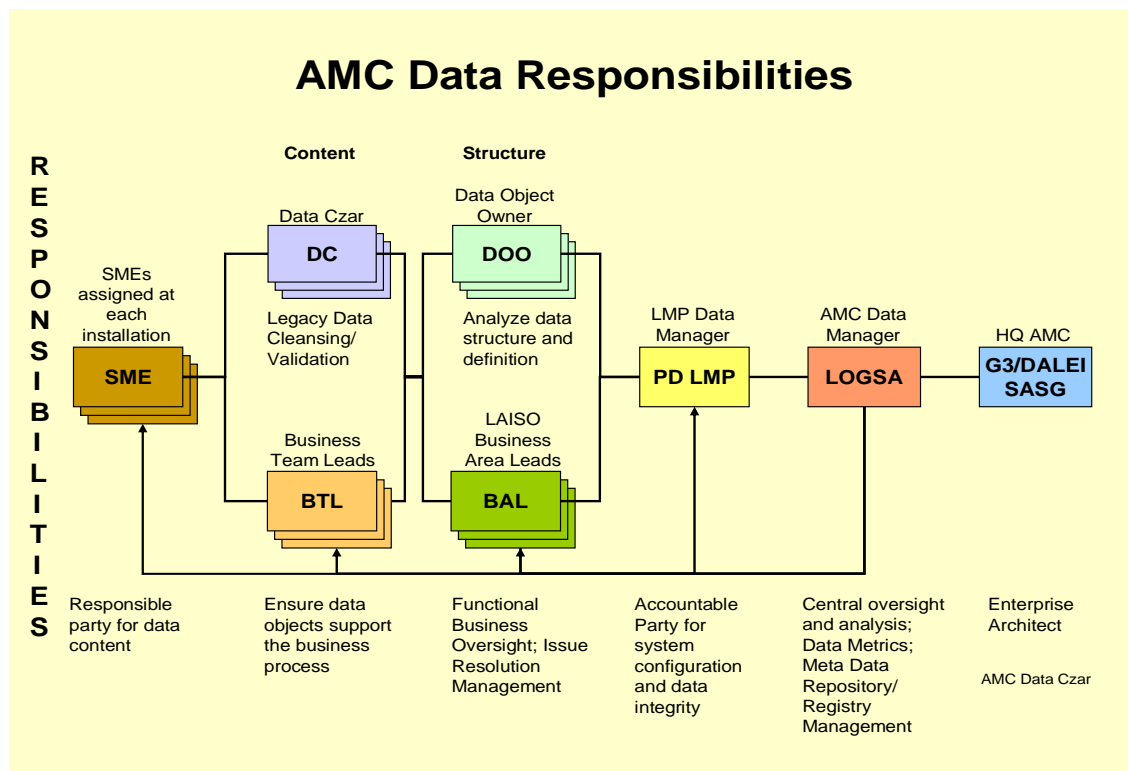 AMC Data Responsibilities
RESPONSIBILITIES
Content
Structure
SMEs
assigned at
each
installation
SME
Responsible
party for data
content
Data Czar
DC
Legacy Data
Cleansing/
Validation
Business
Team Leads
BTL
Ensure data
objects support
the business
process
Data Object
Owner
DOO
Analyze data
structure and
definition
LAISO
Business
Area Leads
BAL
Functional
Business
Oversight; Issue
Resolution
Management
LMP Data
Manager
PD LMP
Accountable
Party for
system
configuration
and data
integrity
AMC Data
Manager
LOGSA
Central oversight
and analysis;
Data Metrics;
Meta Data
Repository/
Registry
Management
HQ AMC
G3/DALEI
SASG
Enterprise
Architect
AMC Data Czar